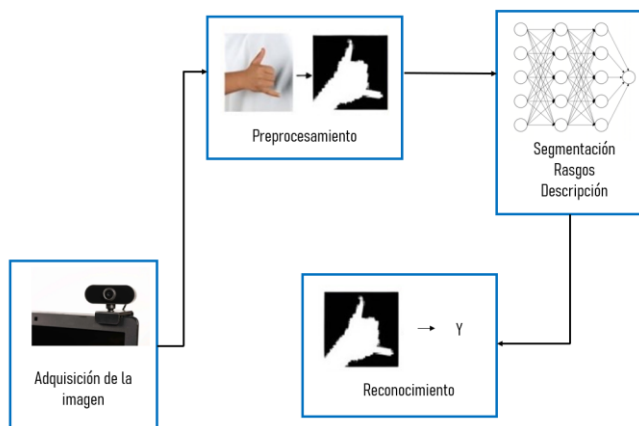 Preprocesamiento
Segmentación
Rasgos
Descripción
Adquisición de la
imagen
Y
Reconocimiento